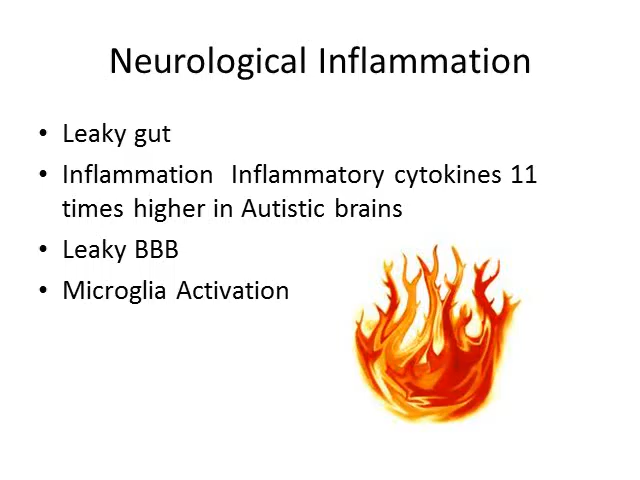 Neurological Inflammation
• Leaky gut
• Inflammation  Inflammatory cytokines 11
times higher in Autistic brains
• Leaky BBB
• Microglia Activation